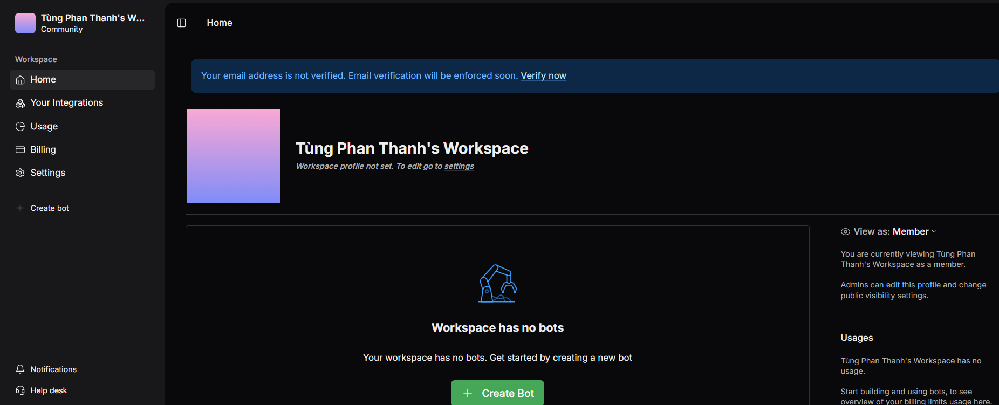 Tùng Phan Thanh's W...
Community
Workspace
Home
Your Integrations
Usage
Billing
Settings
Create bot
Notifications
Help desk
Home
Your email address is not verified. Email verification will be enforced soon. Verify now
Tùng Phan Thanh's Workspace
Workspace profile not set. To edit go to settings
Workspace has no bots
Your workspace has no bots. Get started by creating a new bot
Create Bot
View as: Member
You are currently viewing Tùng Phan
Thanh's Workspace as a member.
Admins can edit this profile and change
public visibility settings.
Usages
Tùng Phan Thanh's Workspace has no
usage.
Start building and using bots, to see
overview of your billing limits usage here.